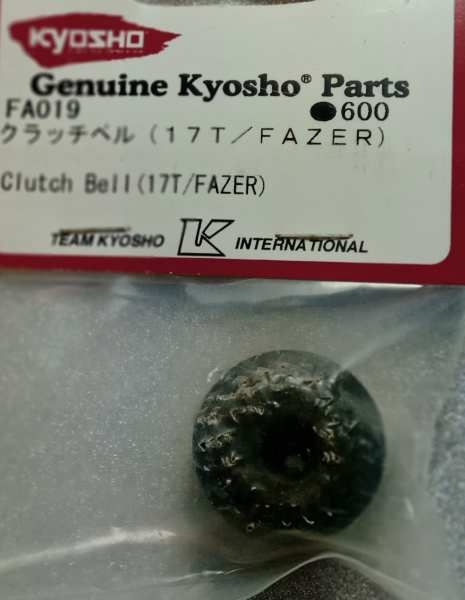 KYOSHO
Genuine Kyosho® Parts
FA019 ●600
クラッチベル（17T／FAZER）
Clutch Bell(17T/FAZER)
TEAM KYOSHO K INTERNATIONAL